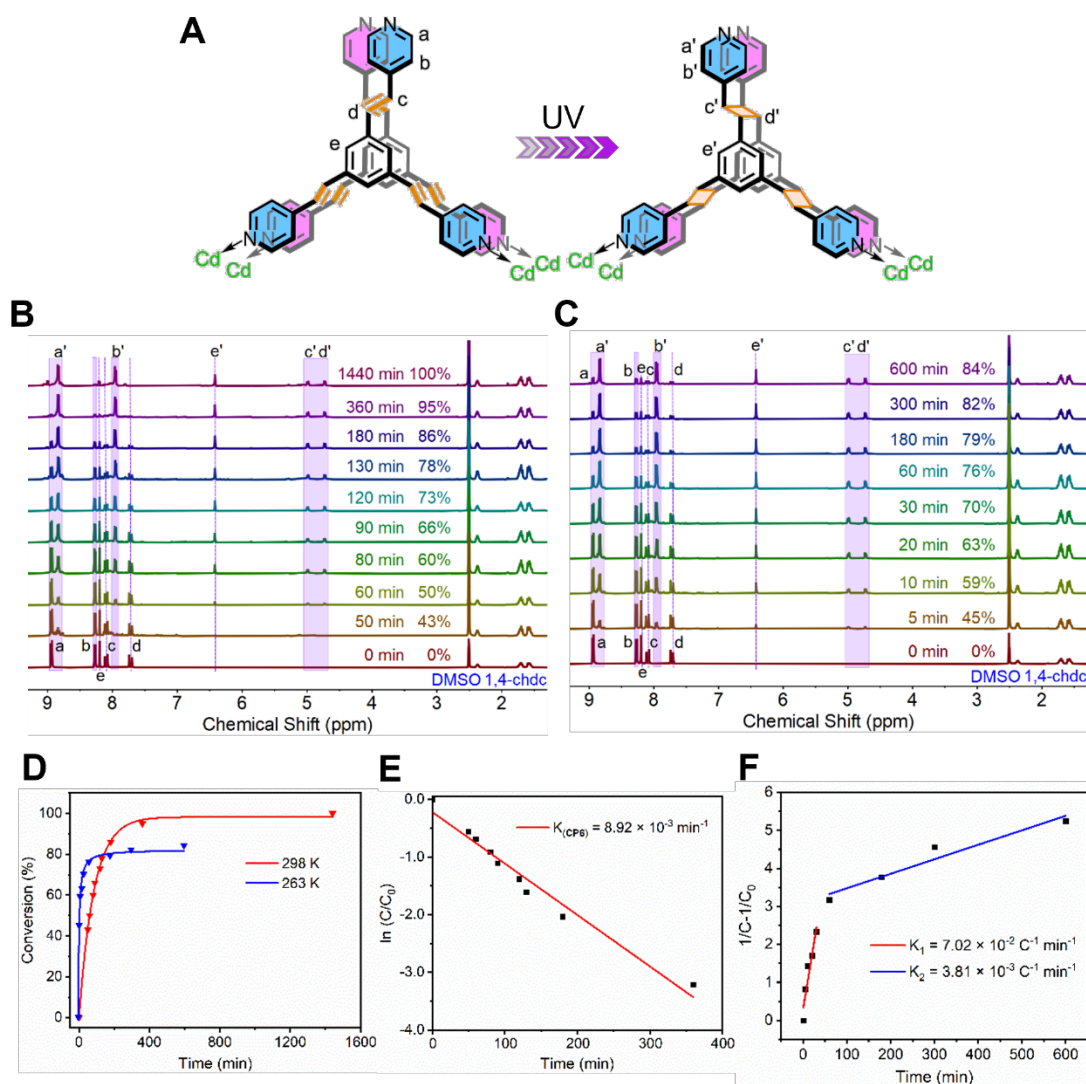 A
N N
a
b
c
d
e
N N
N N
Cd
Cd
Cd
Cd
UV
N N
a'
b'
c'
d'
e'
N N
N N
Cd
Cd
Cd
Cd
B
a' b' e' c' d'
1440 min 100%
360 min 95%
180 min 86%
130 min 78%
120 min 73%
90 min 66%
80 min 60%
60 min 50%
50 min 43%
a b c d
0 min 0%
e
DMSO 1,4-chdc
9 8 7 6 5 4 3 2
Chemical Shift (ppm)
C
a' b' e' c' d'
a b e c d
600 min 84%
300 min 82%
180 min 79%
60 min 76%
30 min 70%
20 min 63%
10 min 59%
5 min 45%
a b c d
0 min 0%
e
DMSO 1,4-chdc
9 8 7 6 5 4 3 2
Chemical Shift (ppm)
D
Conversion (%)
100
80
60
40
20
0
298 K
263 K
0 400 800 1200 1600
Time (min)
E
ln (C/C0)
0.0
-1.0
-2.0
-3.0
-4.0
K(CP6) = 8.92 × 10-3 min-1
0 100 200 300 400
Time (min)
F
1/C-1/C0
6
5
4
3
2
1
0
K1 = 7.02 × 10-2 C-1 min-1
K2 = 3.81 × 10-3 C-1 min-1
0 100 200 300 400 500 600
Time (min)